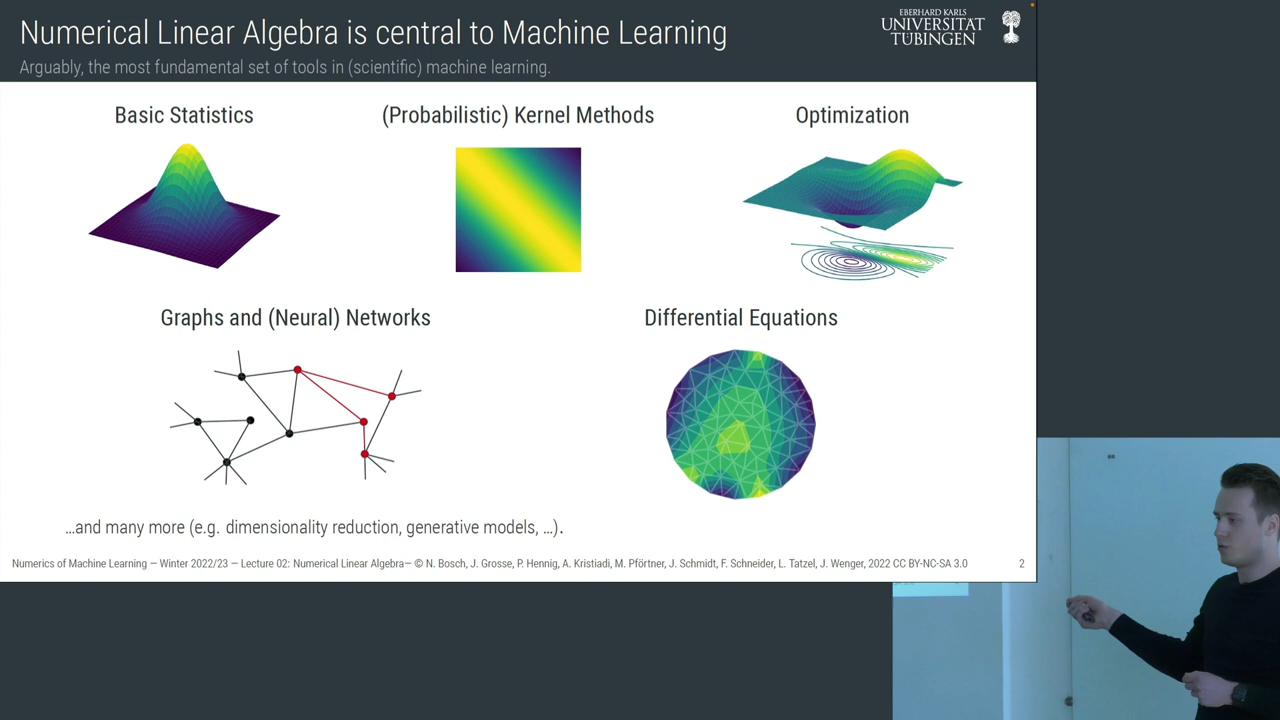 Numerical Linear Algebra is central to Machine Learning
Arguably, the most fundamental set of tools in (scientific) machine learning.
EBERHARD KARLS
UNIVERSITÄT
TÜBINGEN
Basic Statistics
(Probabilistic) Kernel Methods
Optimization
Graphs and (Neural) Networks
Differential Equations
…and many more (e.g. dimensionality reduction, generative models, …).
Numerics of Machine Learning — Winter 2022/23 — Lecture 02: Numerical Linear Algebra— © N. Bosch, J. Grosse, P. Hennig, A. Kristiadi, M. Pförtner, J. Schmidt, F. Schneider, L. Tatzel, J. Wenger, 2022 CC BY-NC-SA 3.0
2